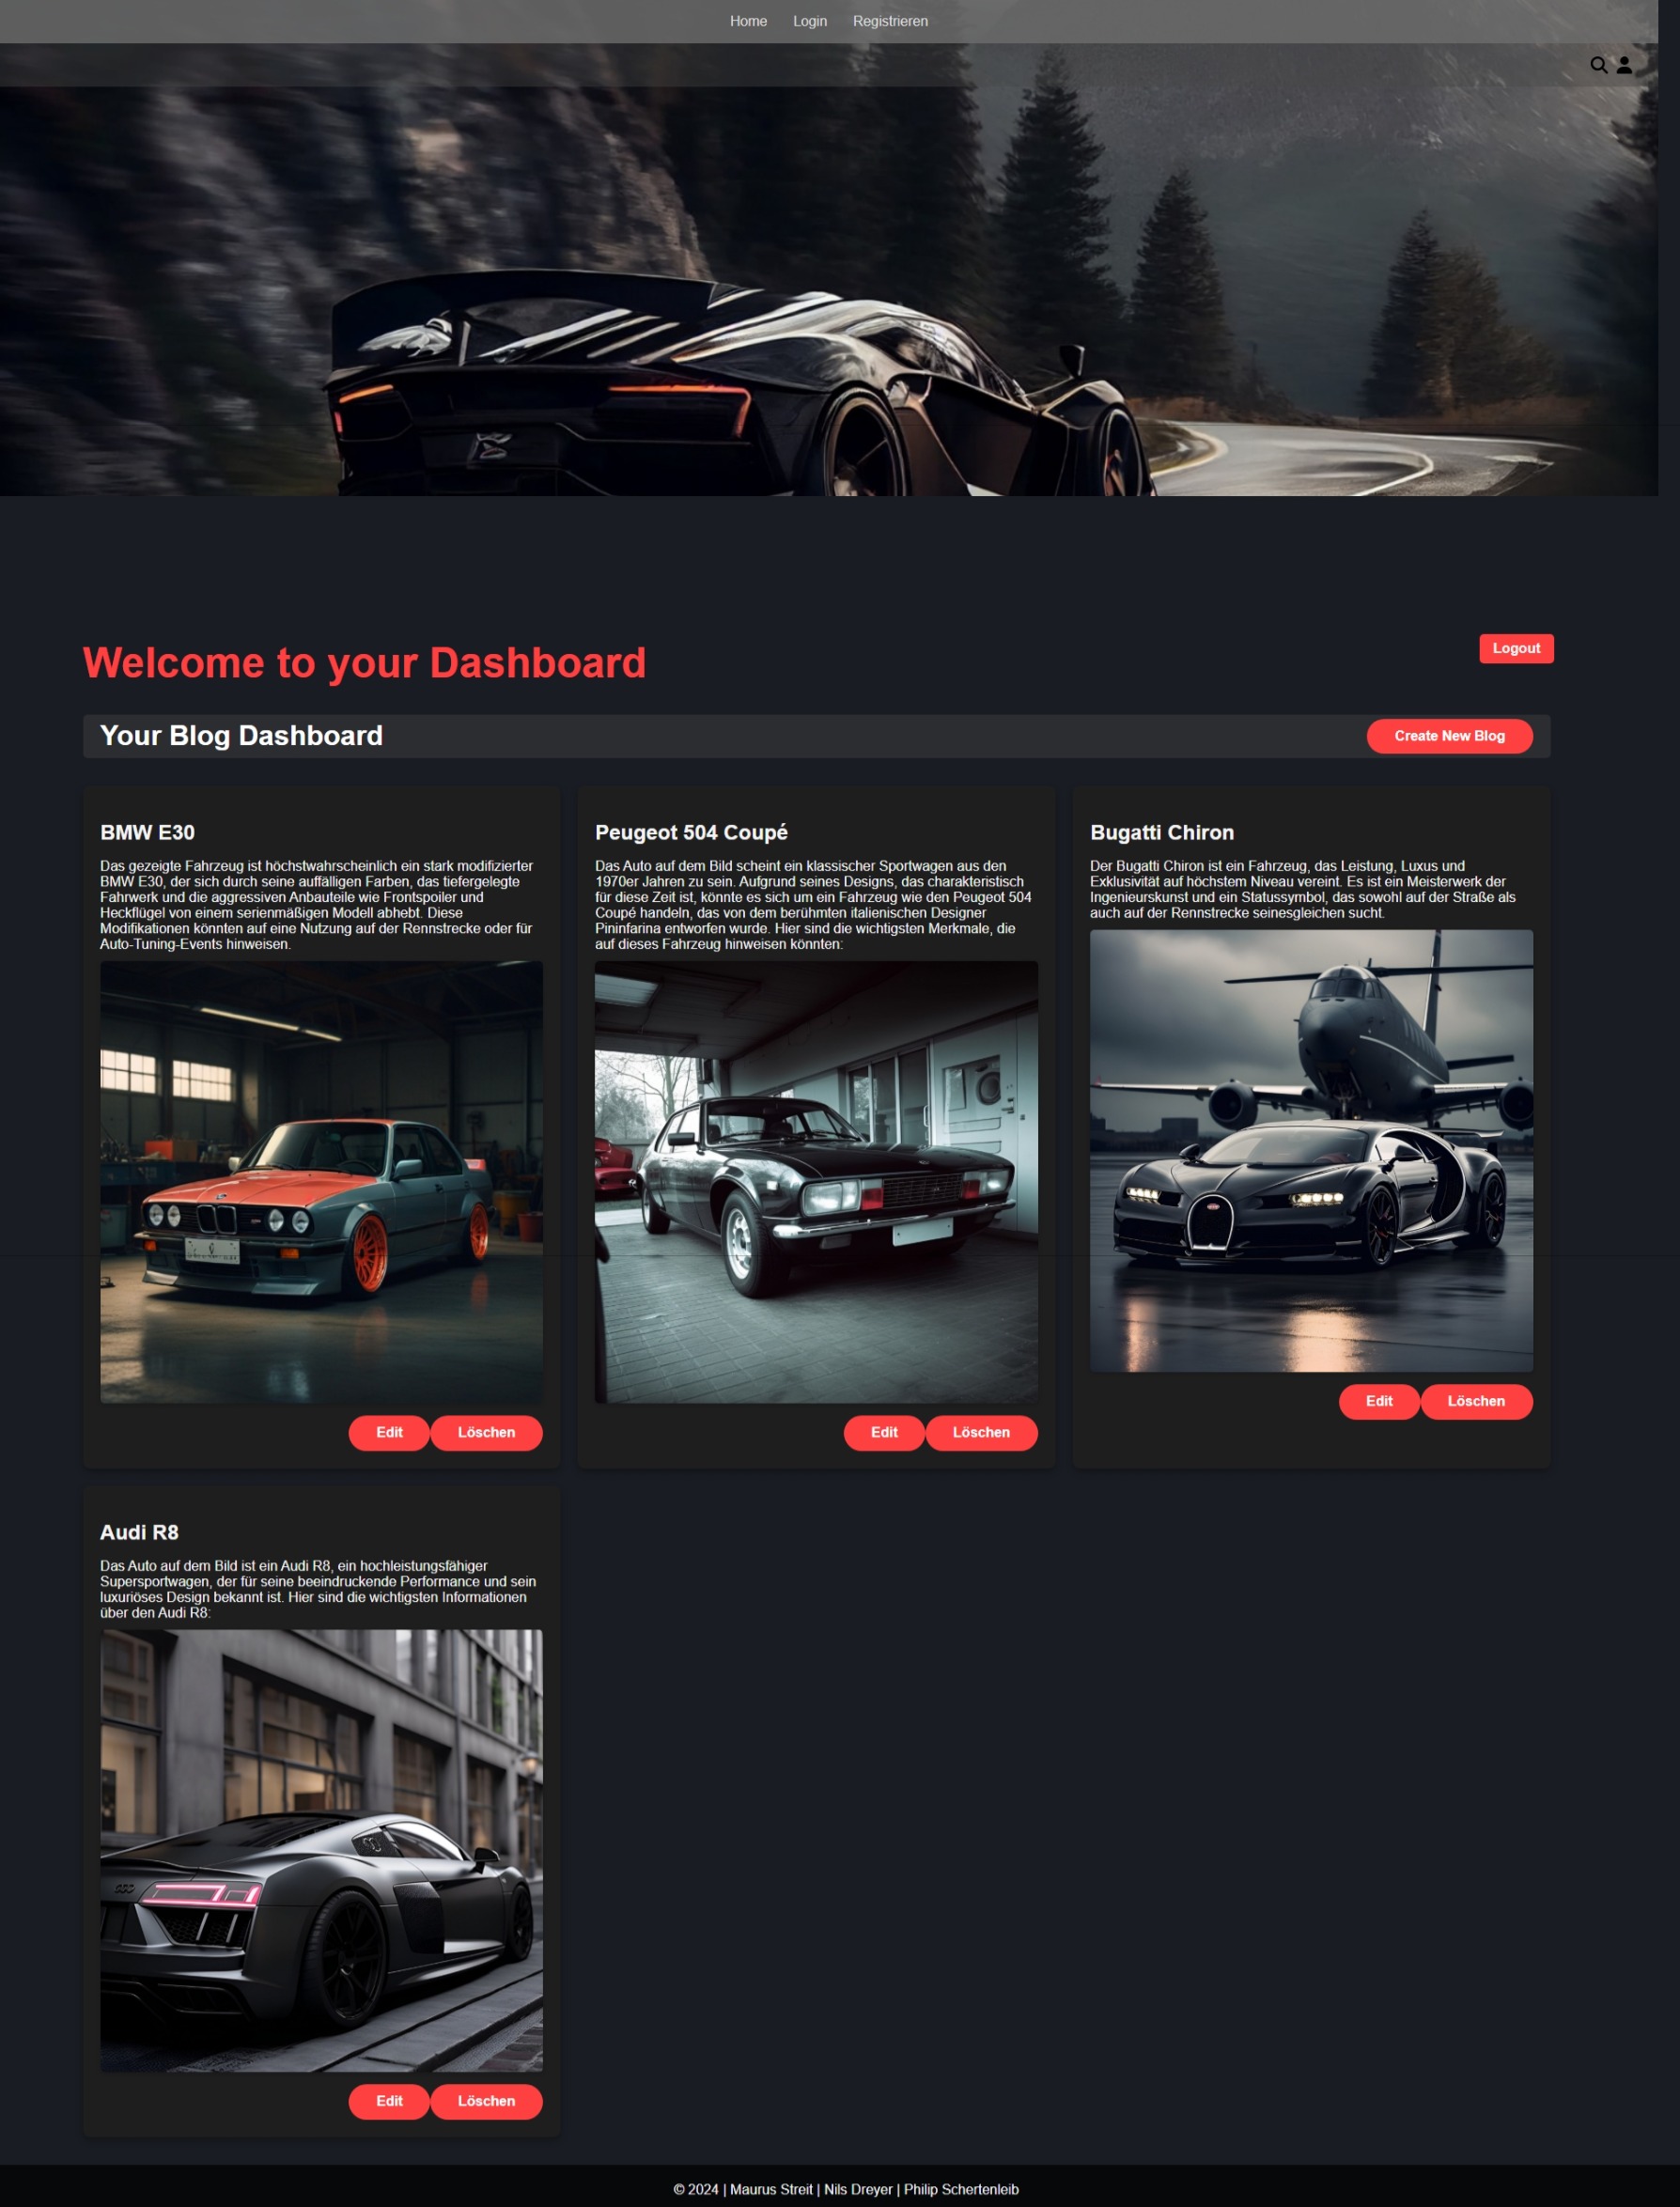 Home Login Registrieren
Welcome to your Dashboard
Logout
Your Blog Dashboard
Create New Blog
BMW E30
Das gezeigte Fahrzeug ist höchstwahrscheinlich ein stark modifizierter
BMW E30, der sich durch seine auffälligen Farben, das tiefergelegte
Fahrwerk und die aggressiven Anbauteile wie Frontspoiler und
Heckflügel von einem serienmäßigen Modell abhebt. Diese
Modifikationen könnten auf eine Nutzung auf der Rennstrecke oder für
Auto-Tuning-Events hinweisen.
Edit
Löschen
Peugeot 504 Coupé
Das Auto auf dem Bild scheint ein klassischer Sportwagen aus den
1970er Jahren zu sein. Aufgrund seines Designs, das charakteristisch
für diese Zeit ist, könnte es sich um ein Fahrzeug wie den Peugeot 504
Coupé handeln, das von dem berühmten italienischen Designer
Pininfarina entworfen wurde. Hier sind die wichtigsten Merkmale, die
auf dieses Fahrzeug hinweisen könnten:
Edit
Löschen
Bugatti Chiron
Der Bugatti Chiron ist ein Fahrzeug, das Leistung, Luxus und
Exklusivität auf höchstem Niveau vereint. Es ist ein Meisterwerk der
Ingenieurskunst und ein Statussymbol, das sowohl auf der Straße als
auch auf der Rennstrecke seinesgleichen sucht.
Edit
Löschen
Audi R8
Das Auto auf dem Bild ist ein Audi R8, ein hochleistungsfähiger
Supersportwagen, der für seine beeindruckende Performance und sein
luxuriöses Design bekannt ist. Hier sind die wichtigsten Informationen
über den Audi R8:
Edit
Löschen
© 2024 | Maurus Streit | Nils Dreyer | Philip Schertenleib